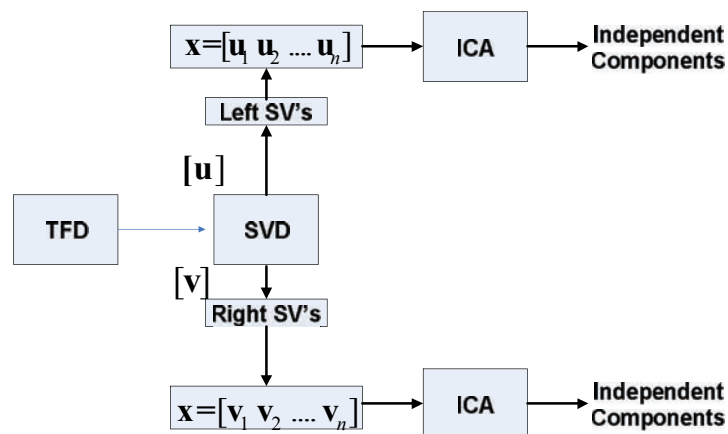 x=[u1 u2 .... un]
ICA
Independent
Components
Left SV's
[u]
TFD
SVD
[v]
Right SV's
x=[v1 v2 .... vn]
ICA
Independent
Components